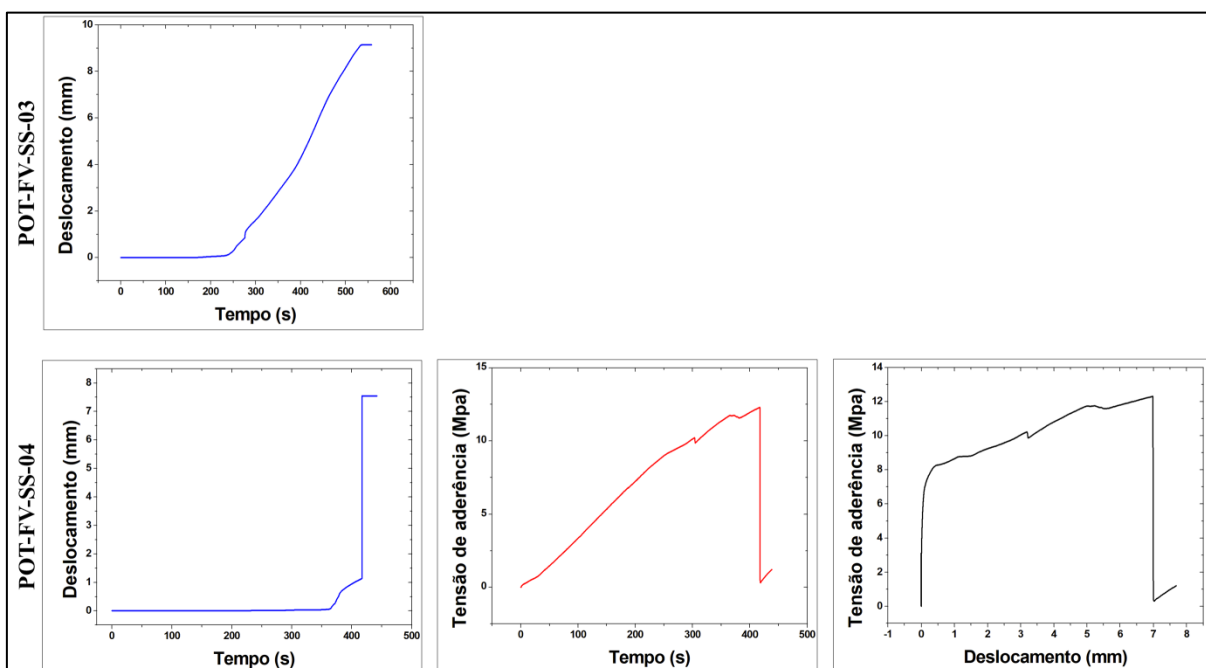 POT-FV-SS-03
Deslocamento (mm)
10
8
6
4
2
0
0 100 200 300 400 500 600
Tempo (s)
POT-FV-SS-04
Deslocamento (mm)
8
7
6
5
4
3
2
1
0
0 100 200 300 400 500
Tempo (s)
Tensão de aderência (Mpa)
15
10
5
0
0 100 200 300 400 500
Tempo (s)
Tensão de aderência (Mpa)
14
12
10
8
6
4
2
0
-1 0 1 2 3 4 5 6 7 8
Deslocamento (mm)